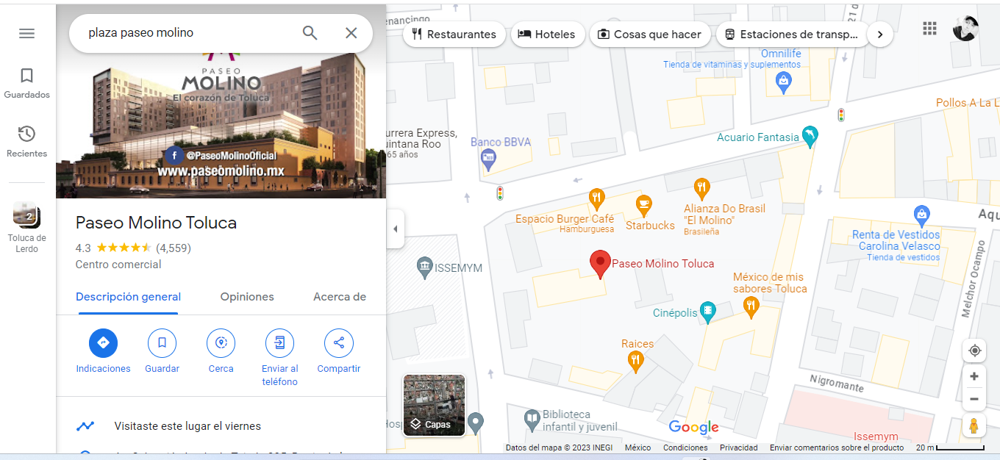 plaza paseo molino
Guardados
Recientes
2
Toluca de
Lerdo
PASEO
MOLINO
El corazón de Toluca
f @PaseoMolinoOficial
www.paseomolino.mx
Paseo Molino Toluca
4.3 (4,559)
Centro comercial
Descripción general
Opiniones
Acerca de
Indicaciones
Guardar
Cerca
Enviar al
teléfono
Compartir
Visitaste este lugar el viernes
Restaurantes
Hoteles
Cosas que hacer
Estaciones de transp...
enancingo
21 d
Omnilife
Tienda de vitaminas y suplementos
Pollos A La L
Acuario Fantasia
urrera Express,
uintana Roo
65 años
Banco BBVA
Espacio Burger Café
Hamburguesa
Starbucks
Alianza Do Brasil
"El Molino"
Brasileña
Aqu
Renta de Vestidos
Carolina Velasco
Tienda de vestidos
Melchor Ocampo
ISSEMYM
Paseo Molino Toluca
México de mis
sabores Toluca
Cinépolis
Raices
Nigromante
Capas
Hosp
Biblioteca
infantil y juvenil
Google
Issemym
Datos del mapa © 2023 INEGI
México
Condiciones
Privacidad
Enviar comentarios sobre el producto
20 m